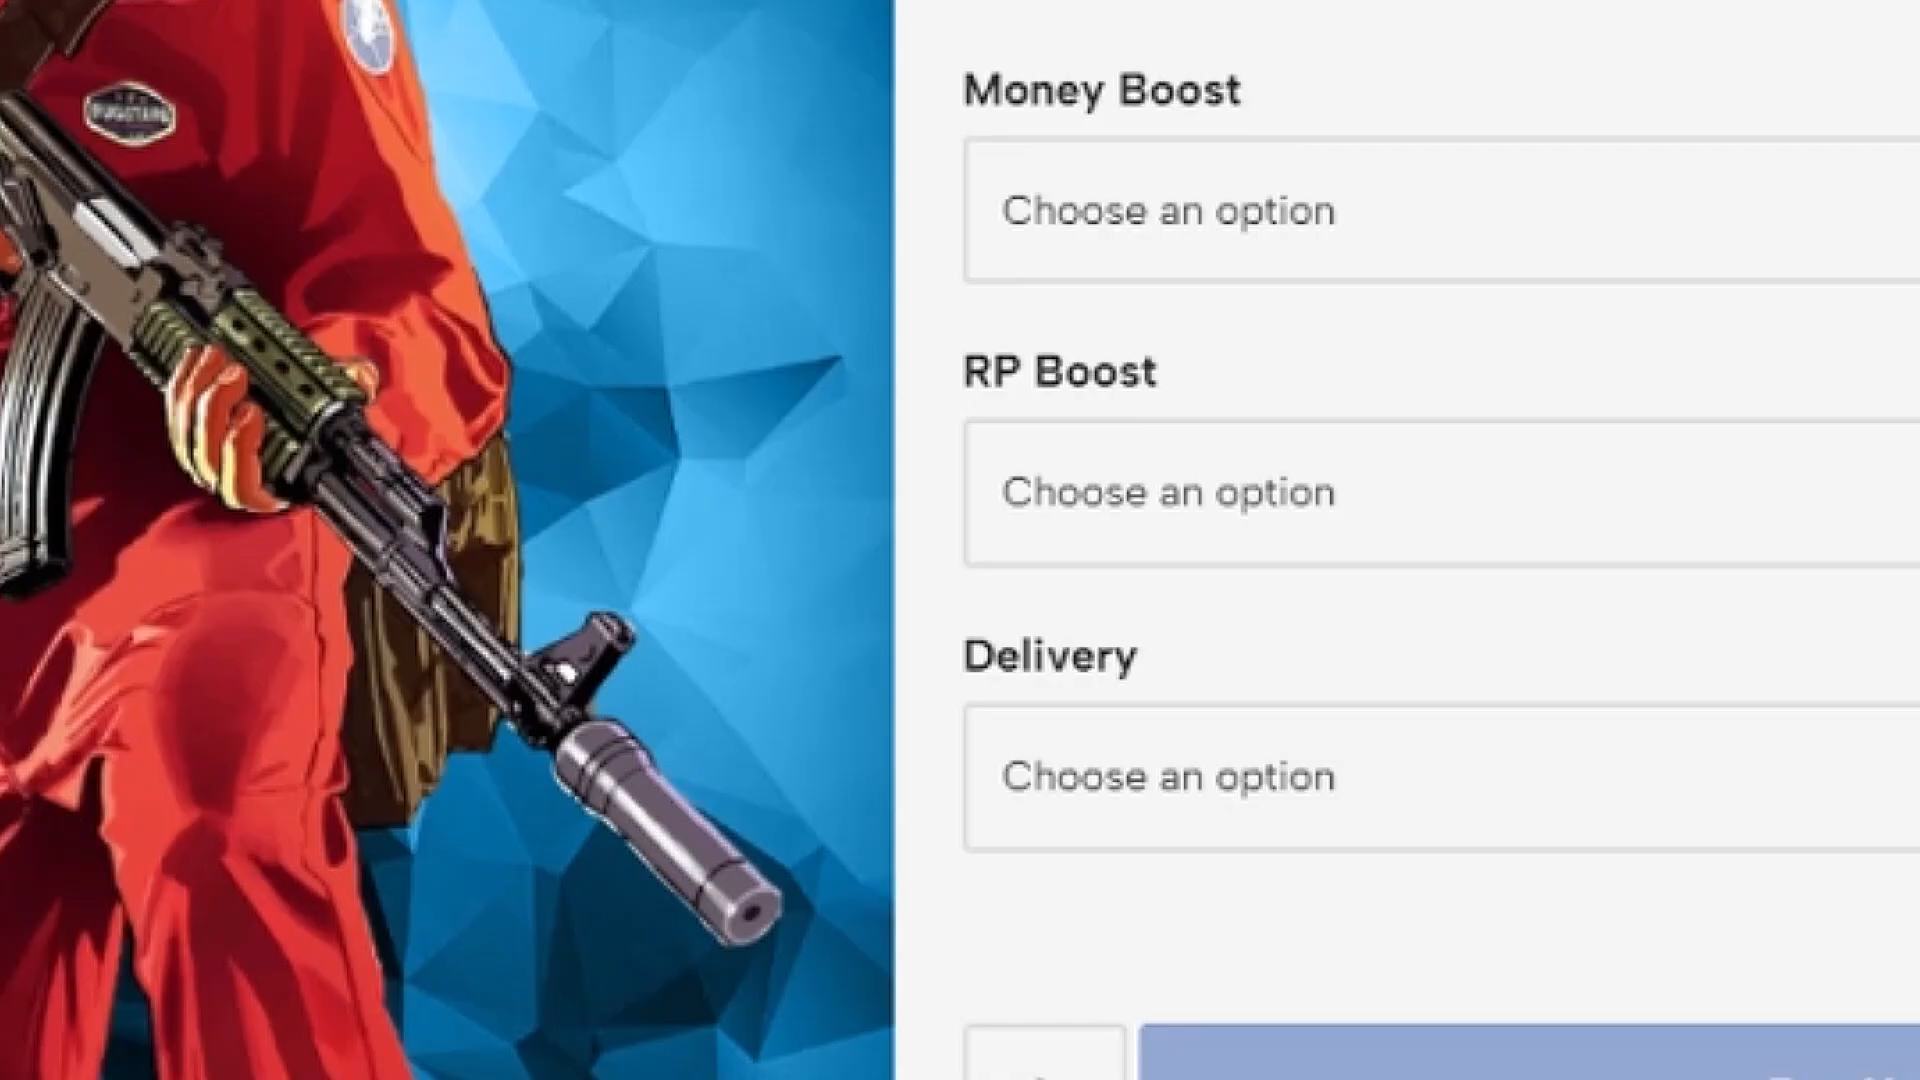 Money Boost
Choose an option
RP Boost
Choose an option
Delivery
Choose an option